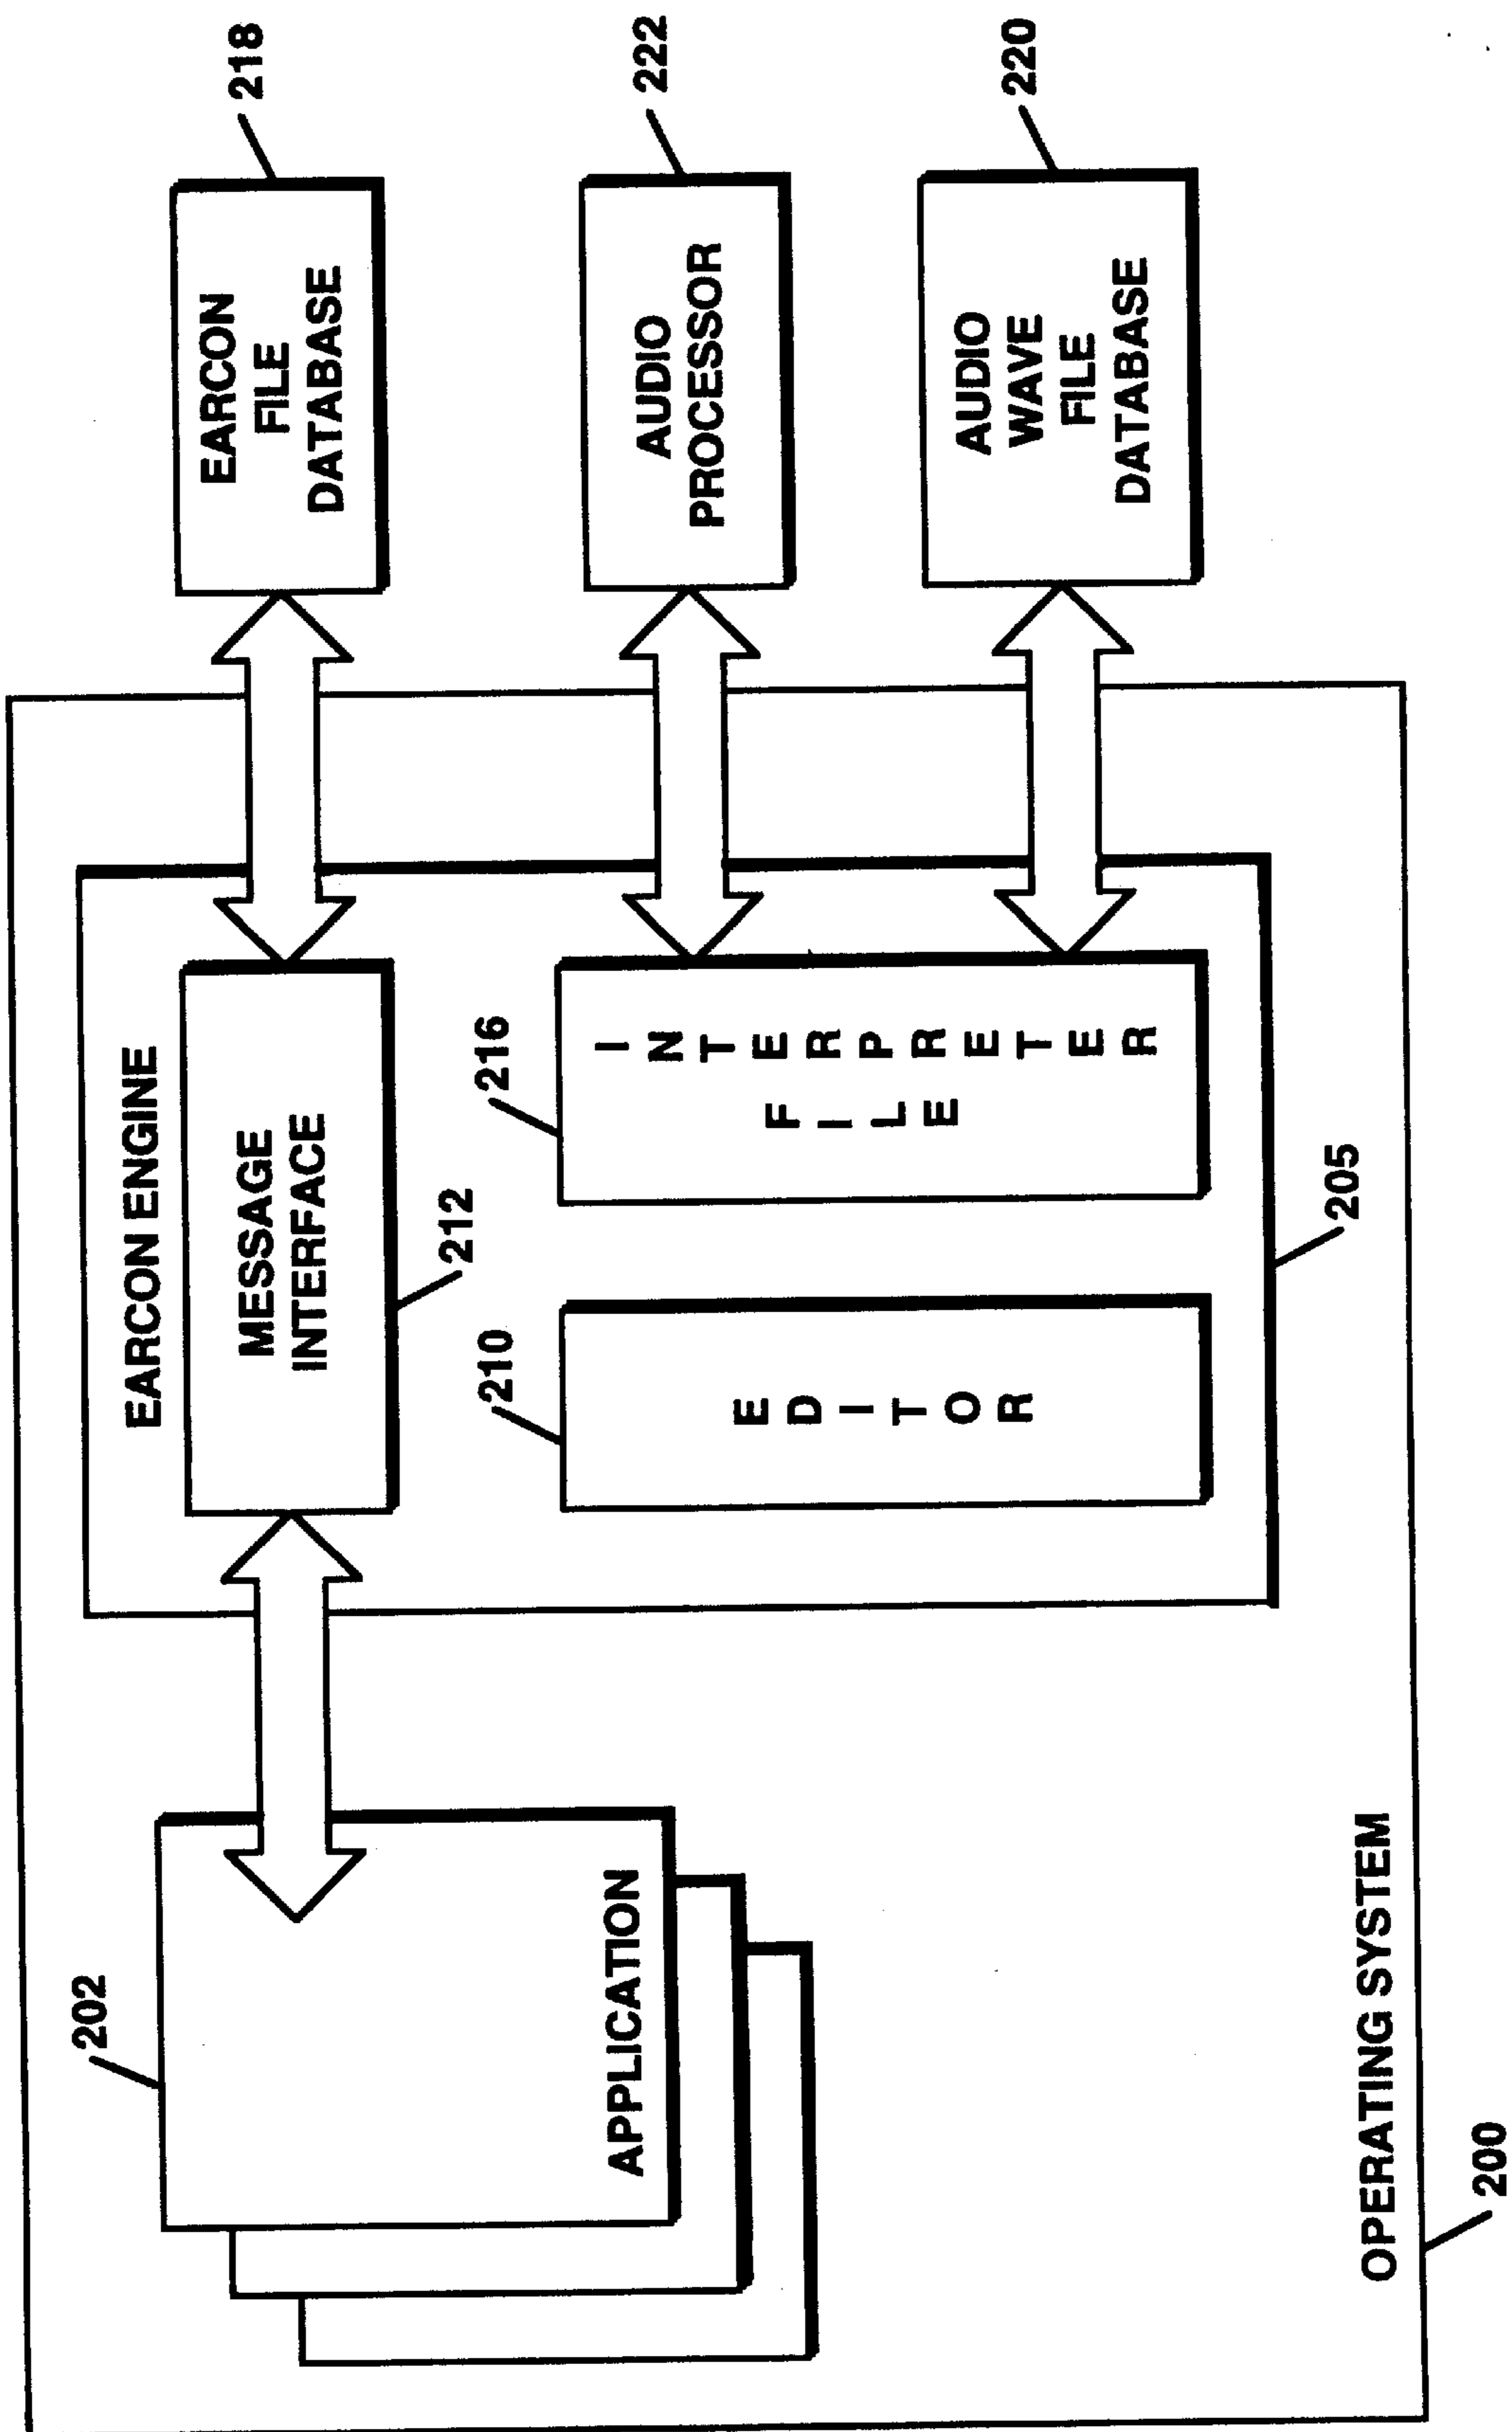 202
APPLICATION
OPERATING SYSTEM
200
EARCON ENGINE
MESSAGE
INTERFACE
212
210
EDITOR
216
FILE
INTERPRETER
205
EARCON
FILE
DATABASE
218
AUDIO
PROCESSOR
222
AUDIO
WAVE
FILE
DATABASE
220